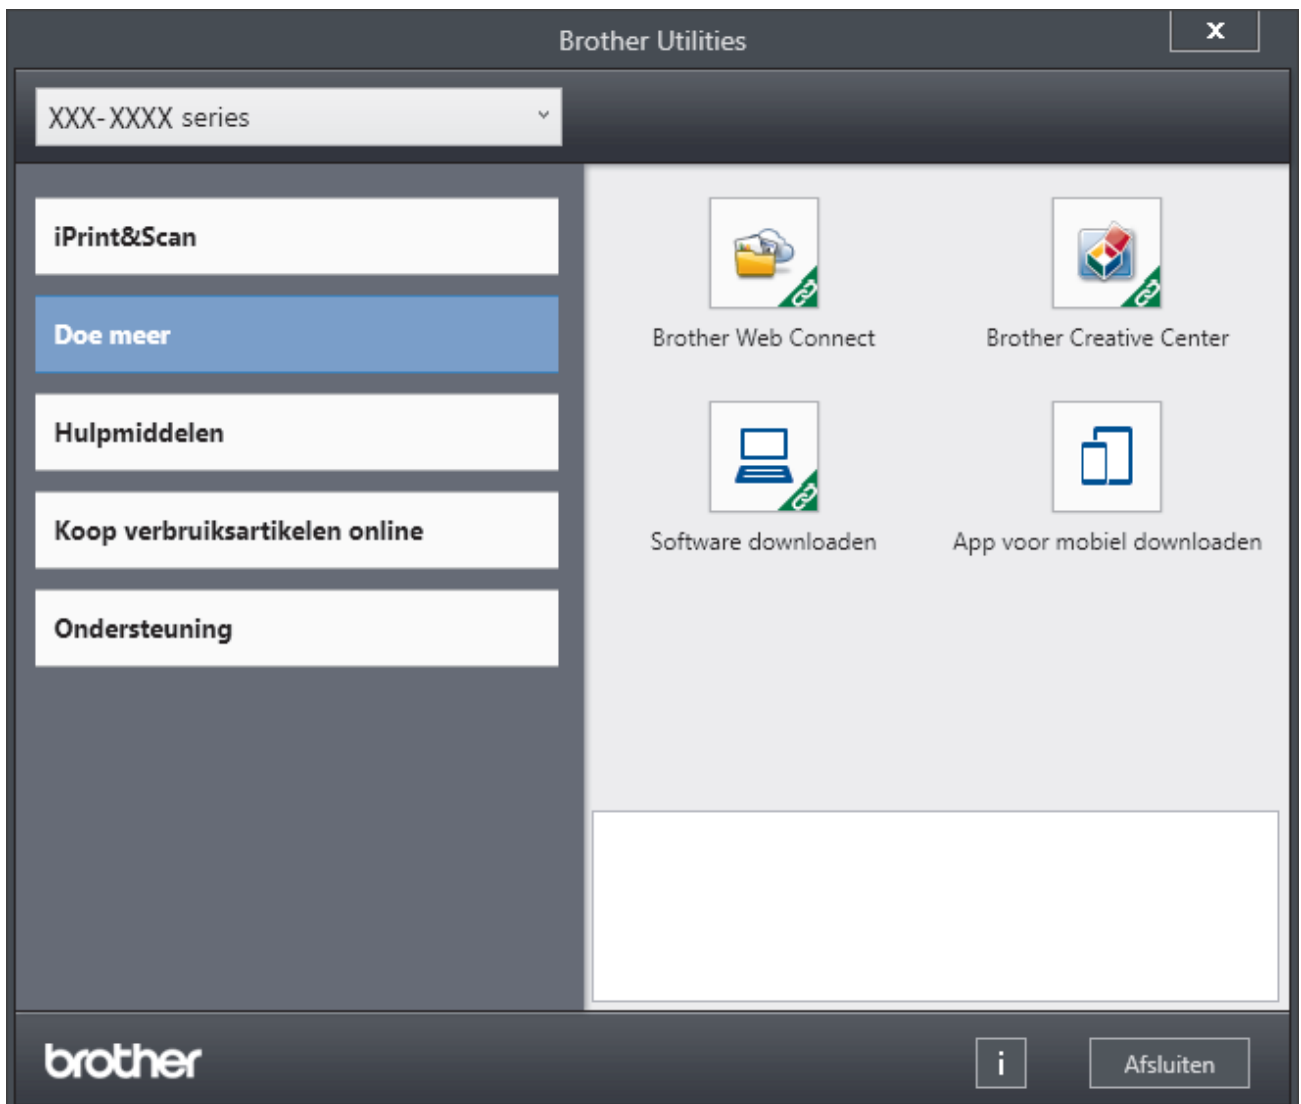 Brother Utilities
X
XXX-XXXX series
iPrint&Scan
Doe meer
Hulpmiddelen
Koop verbruiksartikelen online
Ondersteuning
Brother Web Connect
Brother Creative Center
Software downloaden
App voor mobiel downloaden
brother
i
Afsluiten